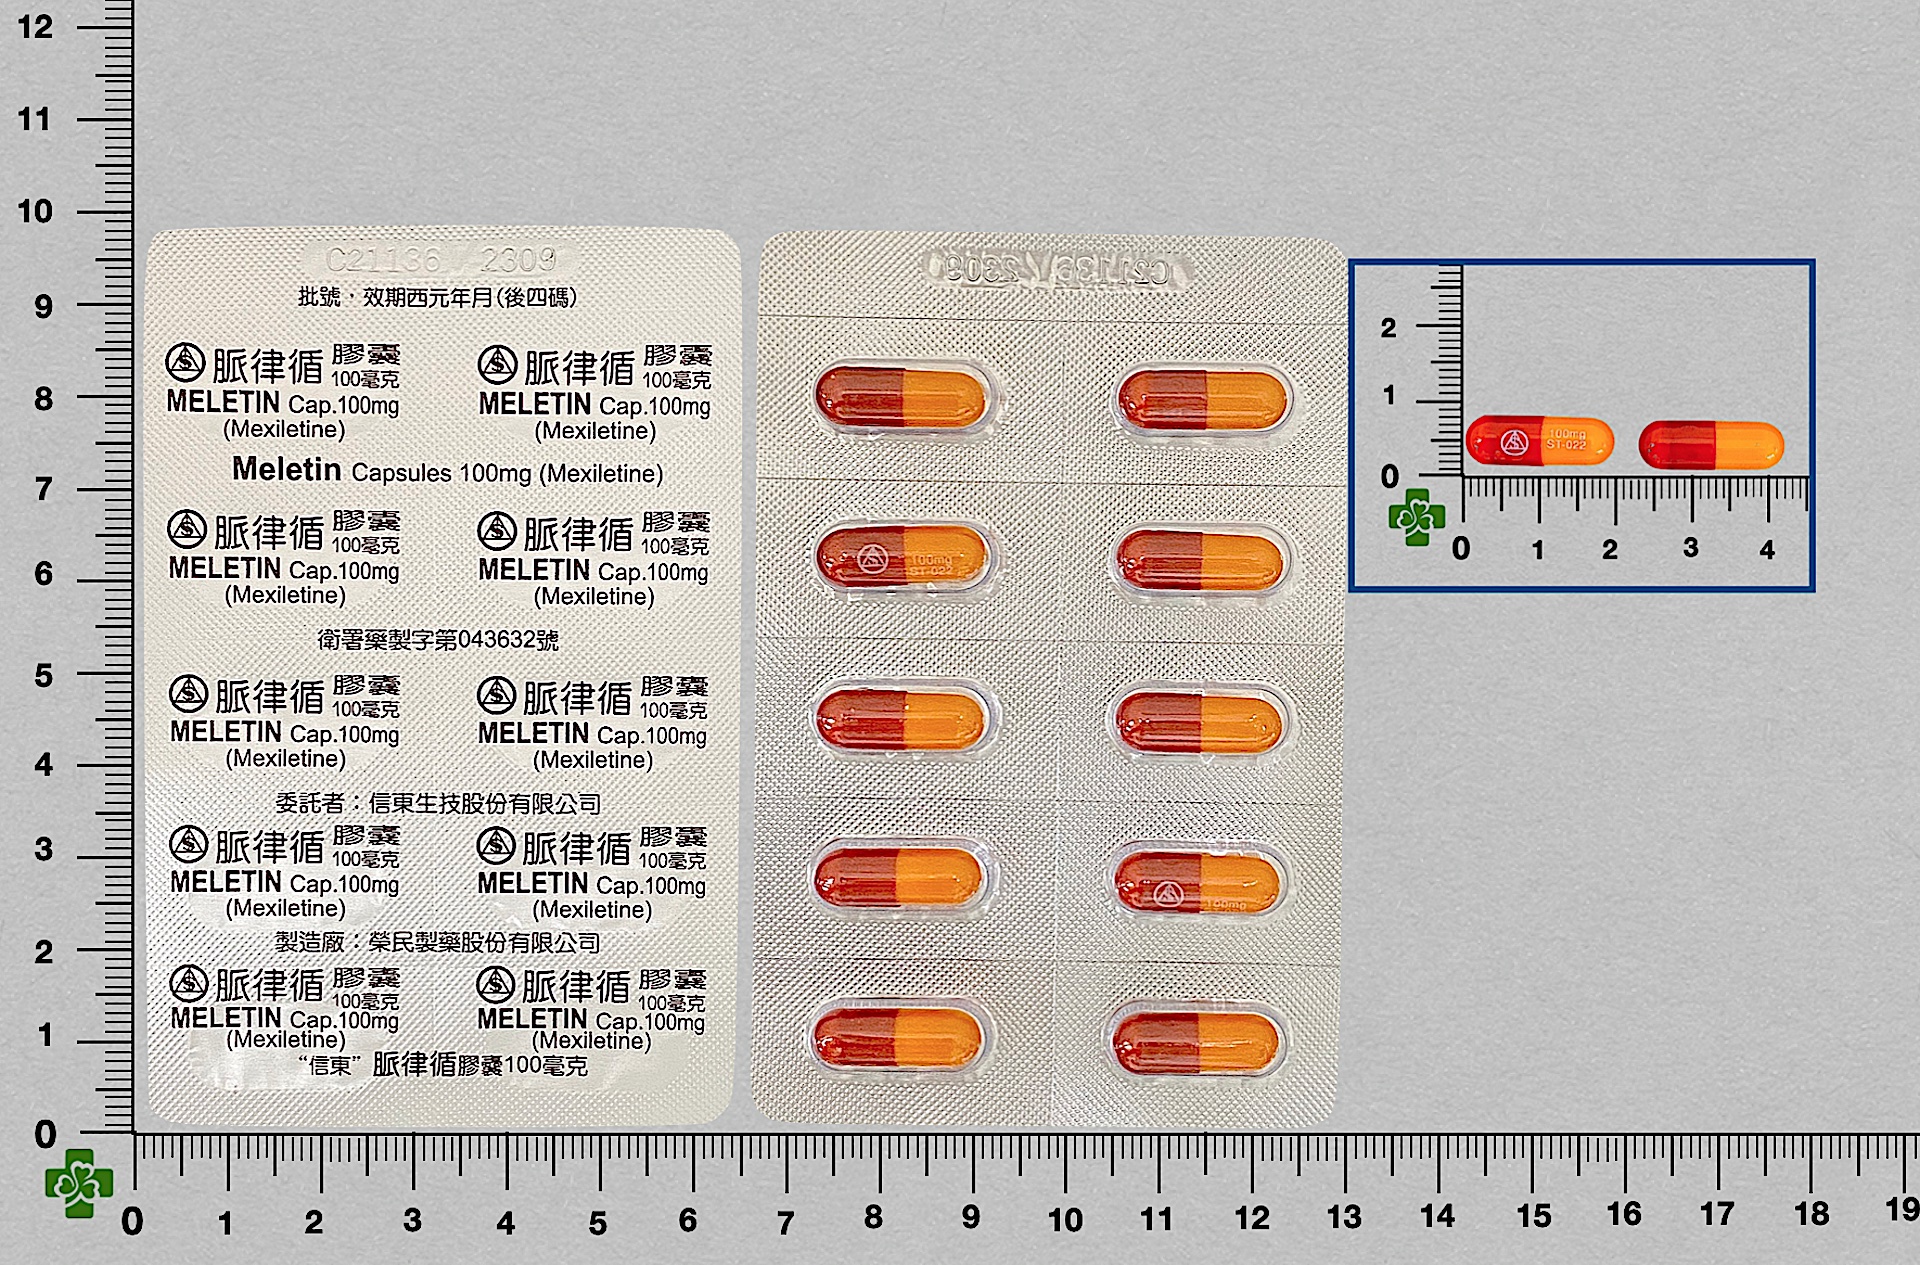 12
11
10
9
8
7
6
5
4
3
2
1
0
C21136 / 2309
批號，效期西元年月(後四碼)
脈律循 膠囊 100毫克 脈律循 膠囊 100毫克
MELETIN Cap.100mg MELETIN Cap.100mg
(Mexiletine) (Mexiletine)
Meletin Capsules 100mg (Mexiletine)
脈律循 膠囊 100毫克 脈律循 膠囊 100毫克
MELETIN Cap.100mg MELETIN Cap.100mg
(Mexiletine) (Mexiletine)
衛署藥製字第043632號
脈律循 膠囊 100毫克 脈律循 膠囊 100毫克
MELETIN Cap.100mg MELETIN Cap.100mg
(Mexiletine) (Mexiletine)
委託者：信東生技股份有限公司
脈律循 膠囊 100毫克 脈律循 膠囊 100毫克
MELETIN Cap.100mg MELETIN Cap.100mg
(Mexiletine) (Mexiletine)
製造廠：榮民製藥股份有限公司
脈律循 膠囊 100毫克 脈律循 膠囊 100毫克
MELETIN Cap.100mg MELETIN Cap.100mg
(Mexiletine) (Mexiletine)
“信東” 脈律循膠囊100毫克
C21136 / 2309
100mg
ST-022
100mg
2
1
0
100mg
ST-022
0 1 2 3 4
0 1 2 3 4 5 6 7 8 9 10 11 12 13 14 15 16 17 18 19